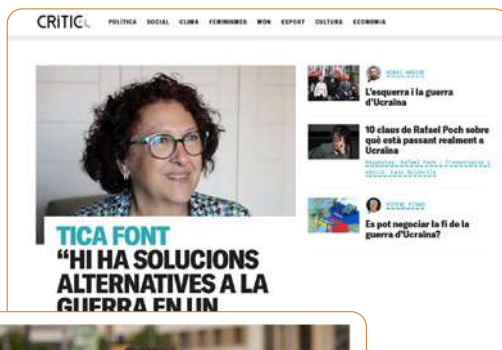 CRÍTIC
POLÍTICA SOCIAL CLIMA FEMINISMES MÓN ESPORT CULTURA ECONOMIA
L'esquerra i la guerra
d'Ucraïna
10 claus de Rafael Poch sobre
què està passant realment a
Ucraïna
Es pot negociar la fi de la
guerra d'Ucraïna?
TICA FONT
"HI HA SOLUCIONS
ALTERNATIVES A LA
GUERRA EN UN